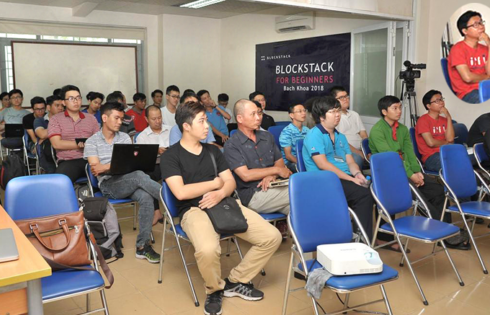 BLOCKSTACK
BLOCKSTACK
FOR BEGINNERS
Bach Khoa 2018